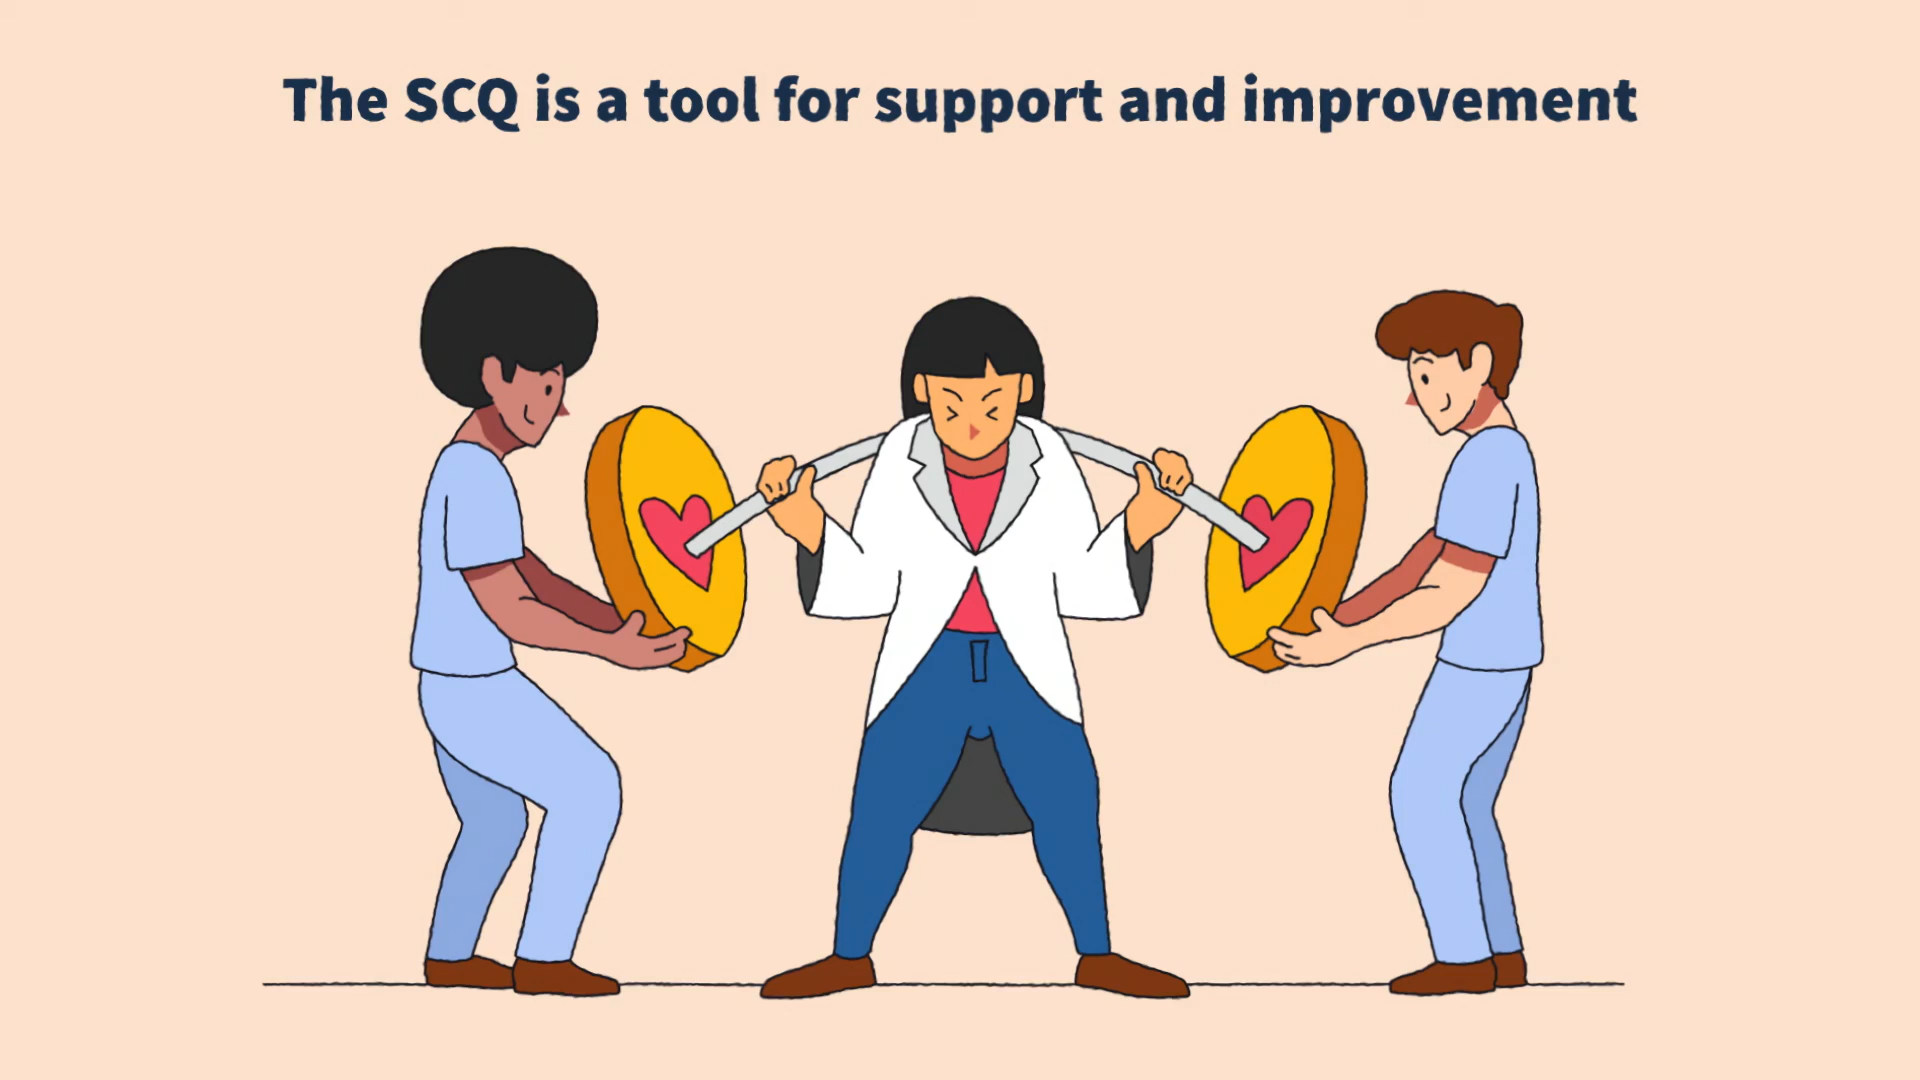 The SCQ is a tool for support and improvement